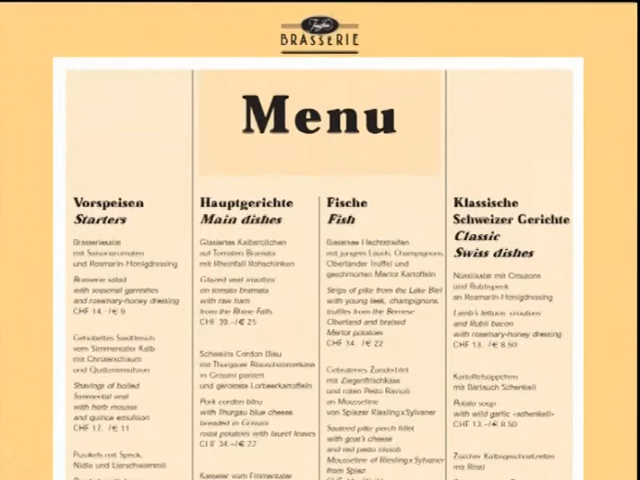 BRASSERIE
Menu
Vorspeisen
Starters
Brasseriesalat
mit Saisonaromaten
und Rosmarin-Honigdressing
Brasserie salad
with seasonal garnishes
and rosemary-honey dressing
CHF 14.-/€ 9
Gehobeltes Siedfleisch
vom Simmentaler Kalb
mit
und Quittenemulsion
Shavings of boiled
Simmental veal
with herb mousse
and quince emulsion
CHF 17.-/€ 11
mit Speck,
Nidle und Eierschwämmli
Hauptgerichte
Main dishes
Glasiertes
auf Tomaten Bramata
mit Rheinfall Rohschinken
Glazed veal
on tomato bramata
with raw ham
from the Rhine Falls
CHF 39.-/€ 25
Schweins Cordon Bleu
mit Thurgauer
in Grissini paniert
und geröstete Lorbeerkartoffeln
Pork cordon bleu
with Thurgau blue cheese,
breaded in Grissini
roast potatoes with laurel leaves
CHF 34.-/€ 22
vom Emmentaler
Fische
Fish
Bielersee Hechtstreifen
mit jungem Lauch, Champignons,
Oberländer Trüffel und
geschmorten Merlot Kartoffeln
Strips of pike from the Lake Biel
with young leek, champignons,
truffles from the Bernese
Oberland and braised
Merlot potatoes
CHF 34.-/€ 22
Gebratenes Zanderfilet
mit Ziegenfrischkäse
und roten Pesto Ravioli
an Mousseline
von Spiezer Riesling x Sylvaner
Sautéed pike perch fillet
with goat's cheese
and red pesto ravioli
Mousseline of Riesling x Sylvaner
from Spiez
Klassische
Schweizer Gerichte
Classic
Swiss dishes
Nüsslisalat mit Croutons
und
an Rosmarin-Honigdressing
Lamb's lettuce, croutons
and bacon
with rosemary-honey dressing
CHF 13.-/€ 8.50
Kartoffelsüppchen
mit Bärlauch Schenkeli
Potato soup
with wild garlic «schenkeli»
CHF 13.-/€ 8.50
Zürcher Kalbsgeschnetzeltes
mit Rösti